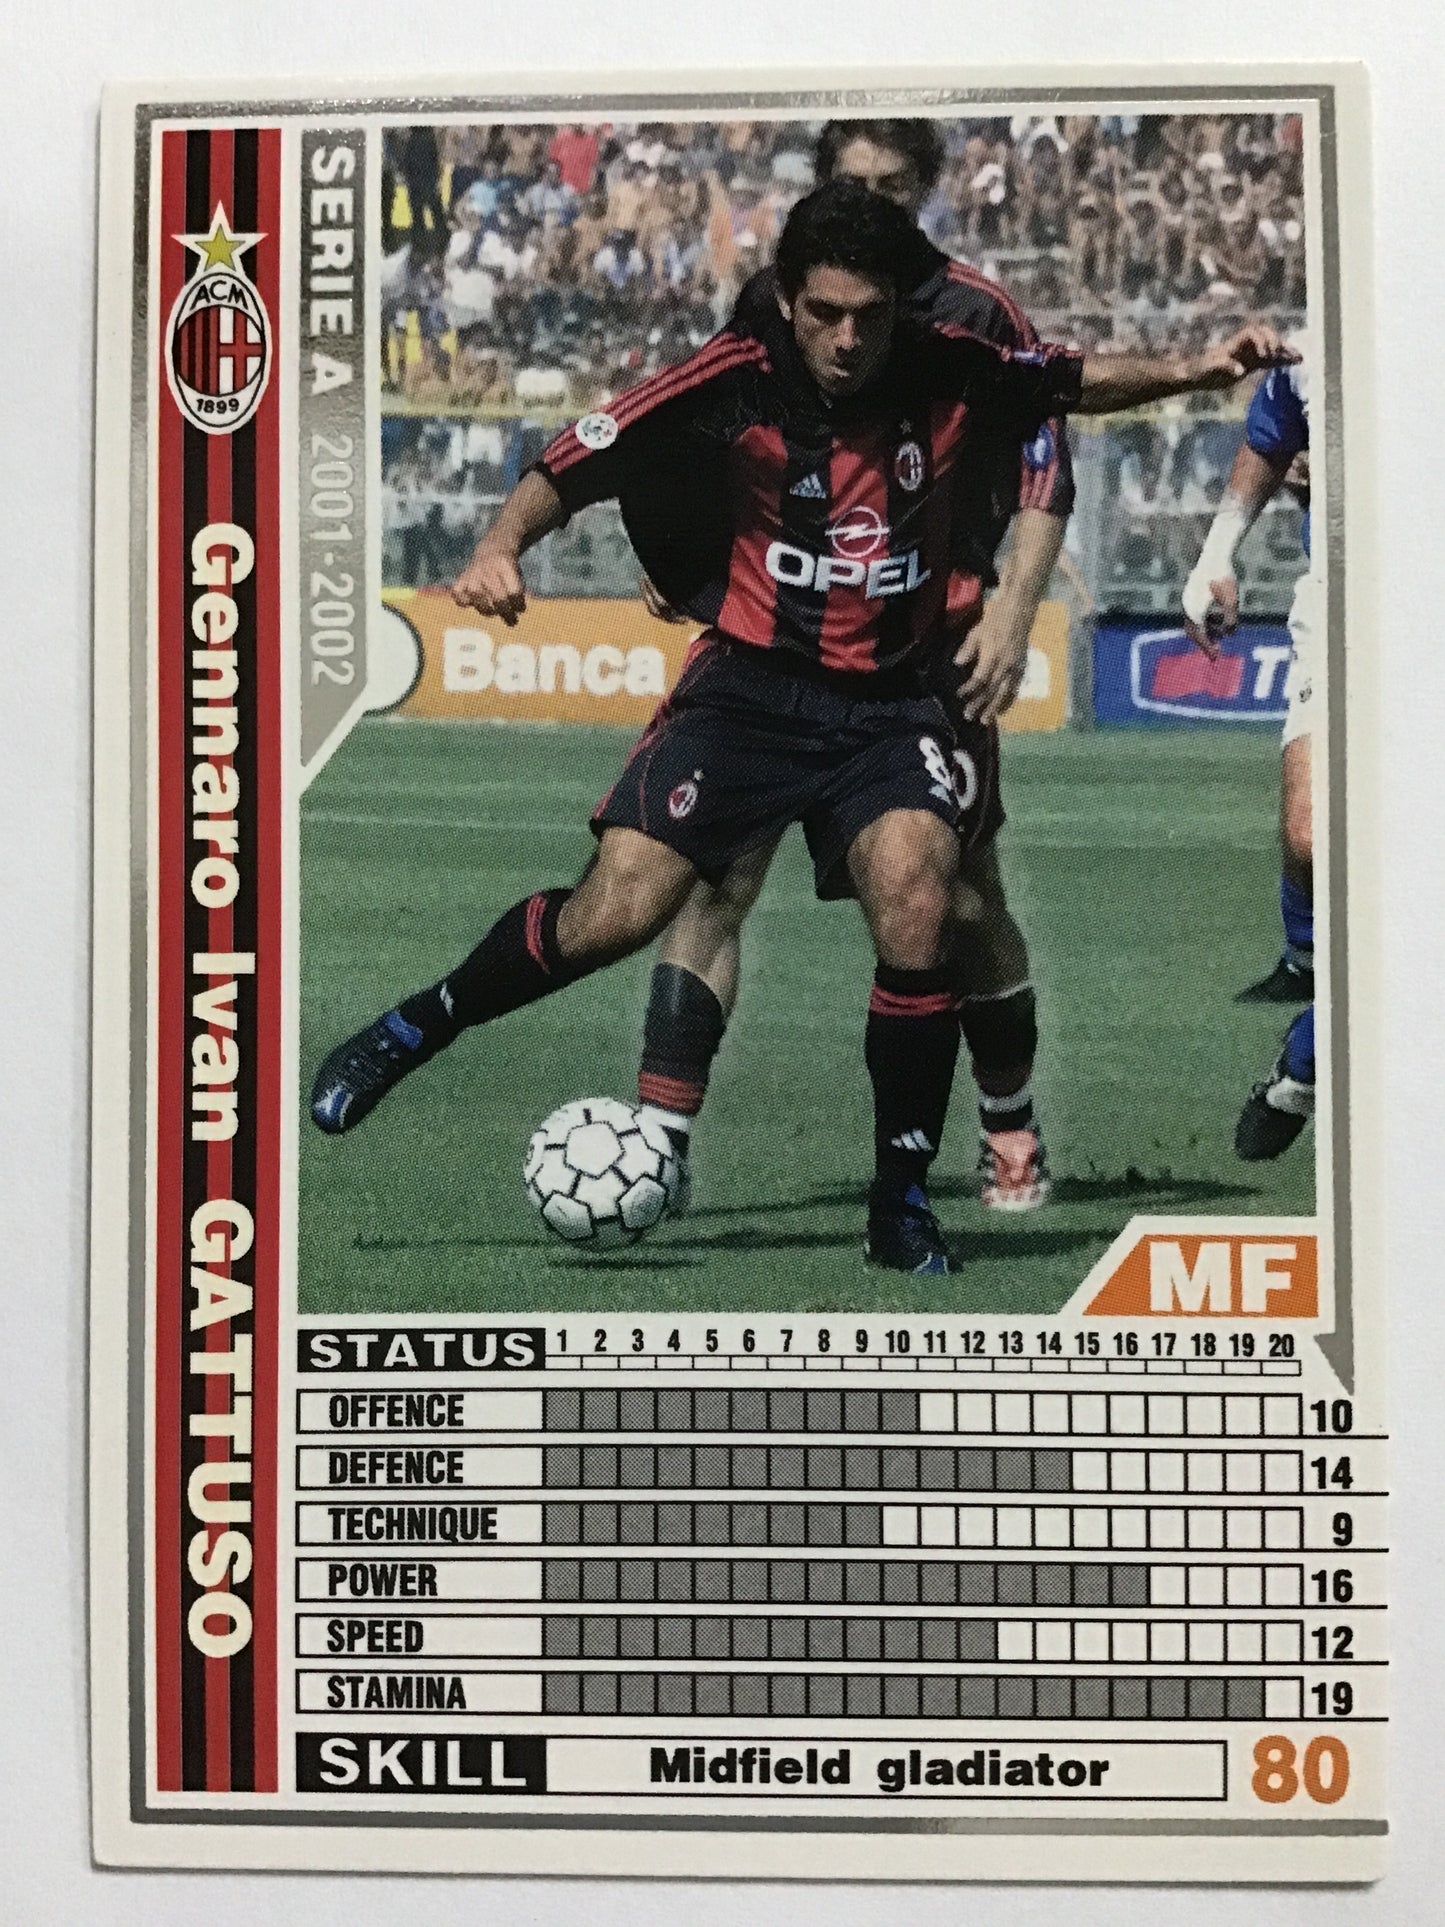 ACM
1899
Gennaro Ivan GATTUSO
SERIE A 2001-2002
adidas
OPEL
Banca
MF
STATUS 1 2 3 4 5 6 7 8 9 10 11 12 13 14 15 16 17 18 19 20
OFFENCE 10
DEFENCE 14
TECHNIQUE 9
POWER 16
SPEED 12
STAMINA 19
SKILL Midfield gladiator 80